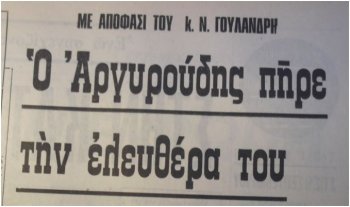 ΜΕ ΑΠΟΦΑΣΙ ΤΟΥ κ. Ν. ΓΟΥΛΑΝΔΡΗ
Ὁ Ἀργυρούδης πῆρε
τὴν ἐλευθέρα του